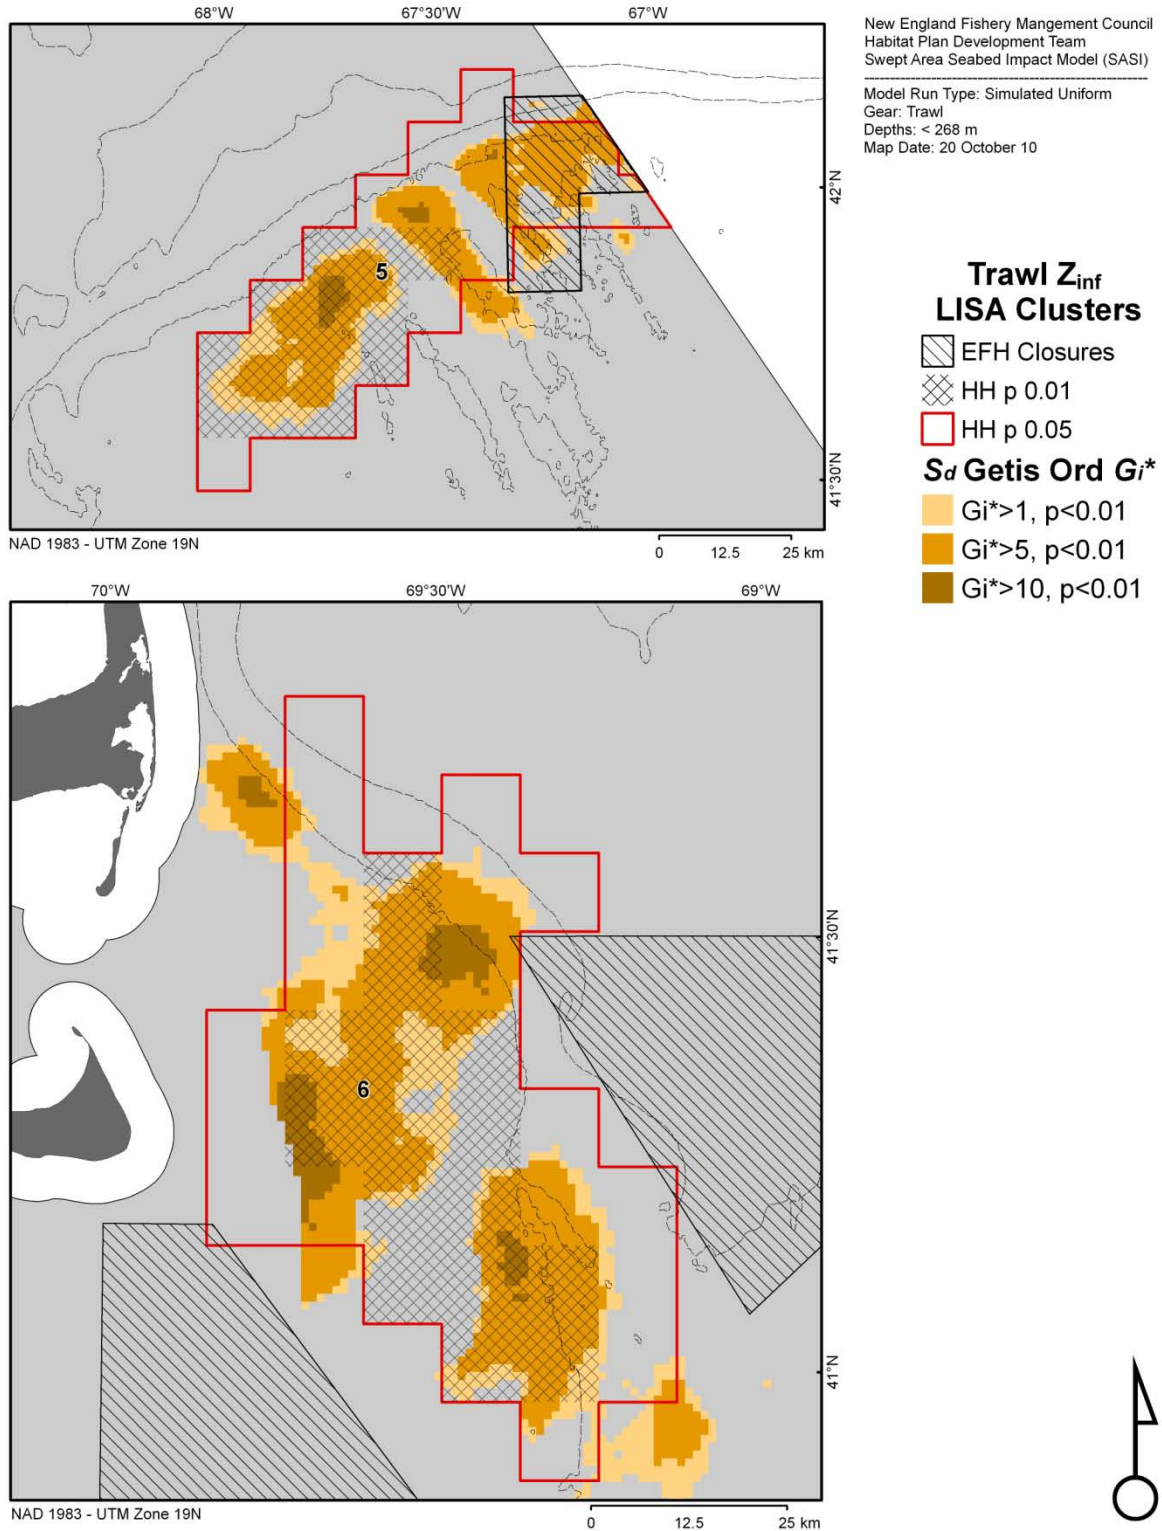 68°W 67°30'W 67°W
New England Fishery Mangement Council
Habitat Plan Development Team
Swept Area Seabed Impact Model (SASI)
Model Run Type: Simulated Uniform
Gear: Trawl
Depths: < 268 m
Map Date: 20 October 10
42°N
5
41°30'N
NAD 1983 - UTM Zone 19N
0 12.5 25 km
Trawl Zinf
LISA Clusters
EFH Closures
HH p 0.01
HH p 0.05
Sd Getis Ord Gi*
Gi*>1, p<0.01
Gi*>5, p<0.01
Gi*>10, p<0.01
70°W 69°30'W 69°W
41°30'N
6
41°N
NAD 1983 - UTM Zone 19N
0 12.5 25 km